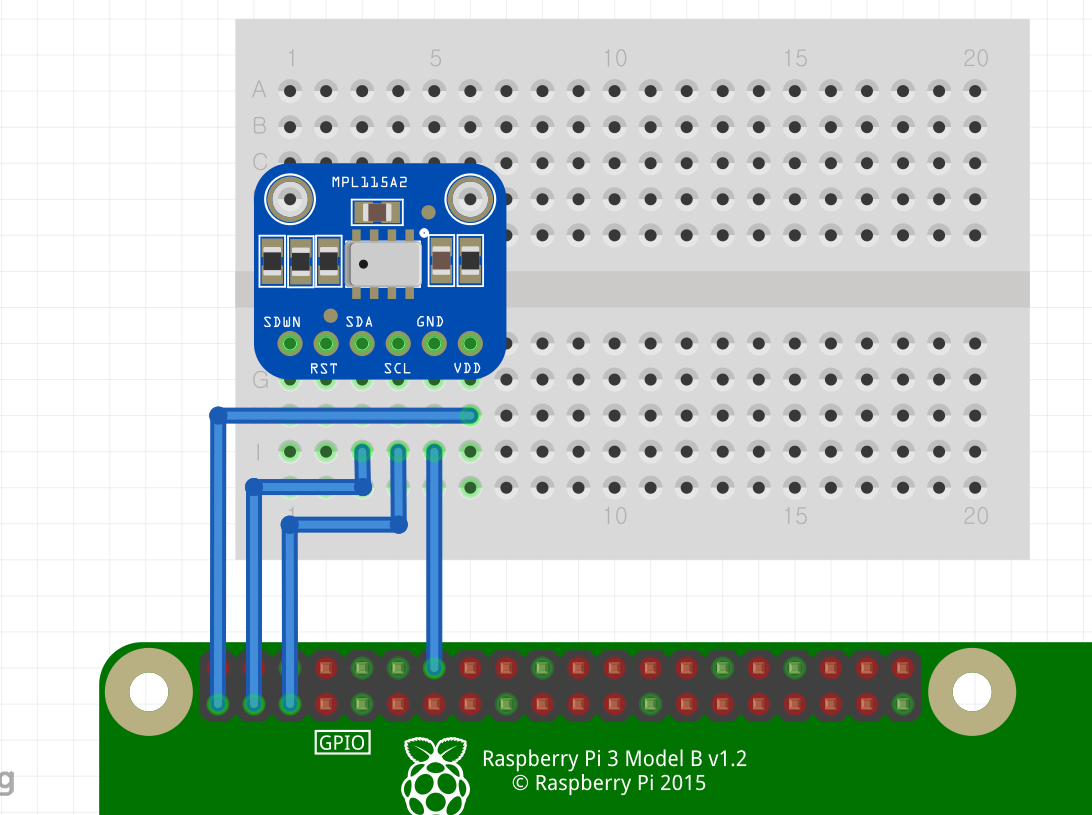 1 5 10 15 20
A
B
C
MPL115A2
SDWN SDA GND
RST SCL VDD
G
I
1 10 15 20
GPIO
Raspberry Pi 3 Model B v1.2
© Raspberry Pi 2015
g